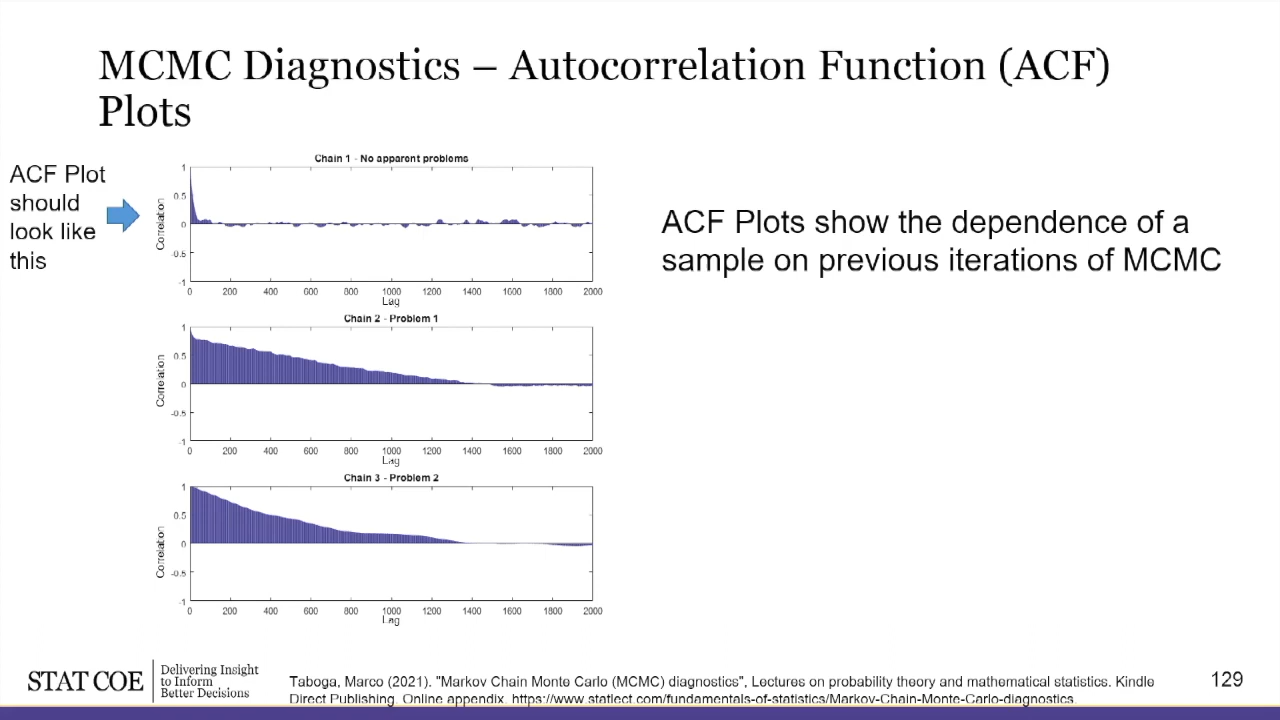 MCMC Diagnostics – Autocorrelation Function (ACF)
Plots
ACF Plot
should
look like
this
Chain 1 - No apparent problems
Correlation
1
0.5
0
-0.5
-1
0 200 400 600 800 1000 1200 1400 1600 1800 2000
Lag
Chain 2 - Problem 1
Correlation
1
0.5
0
-0.5
-1
0 200 400 600 800 1000 1200 1400 1600 1800 2000
Lag
Chain 3 - Problem 2
Correlation
1
0.5
0
-0.5
-1
0 200 400 600 800 1000 1200 1400 1600 1800 2000
Lag
ACF Plots show the dependence of a
sample on previous iterations of MCMC
STAT COE
Delivering Insight
to Inform
Better Decisions
Taboga, Marco (2021). "Markov Chain Monte Carlo (MCMC) diagnostics", Lectures on probability theory and mathematical statistics. Kindle
Direct Publishing. Online appendix. https://www.statlect.com/fundamentals-of-statistics/Markov-Chain-Monte-Carlo-diagnostics.
129